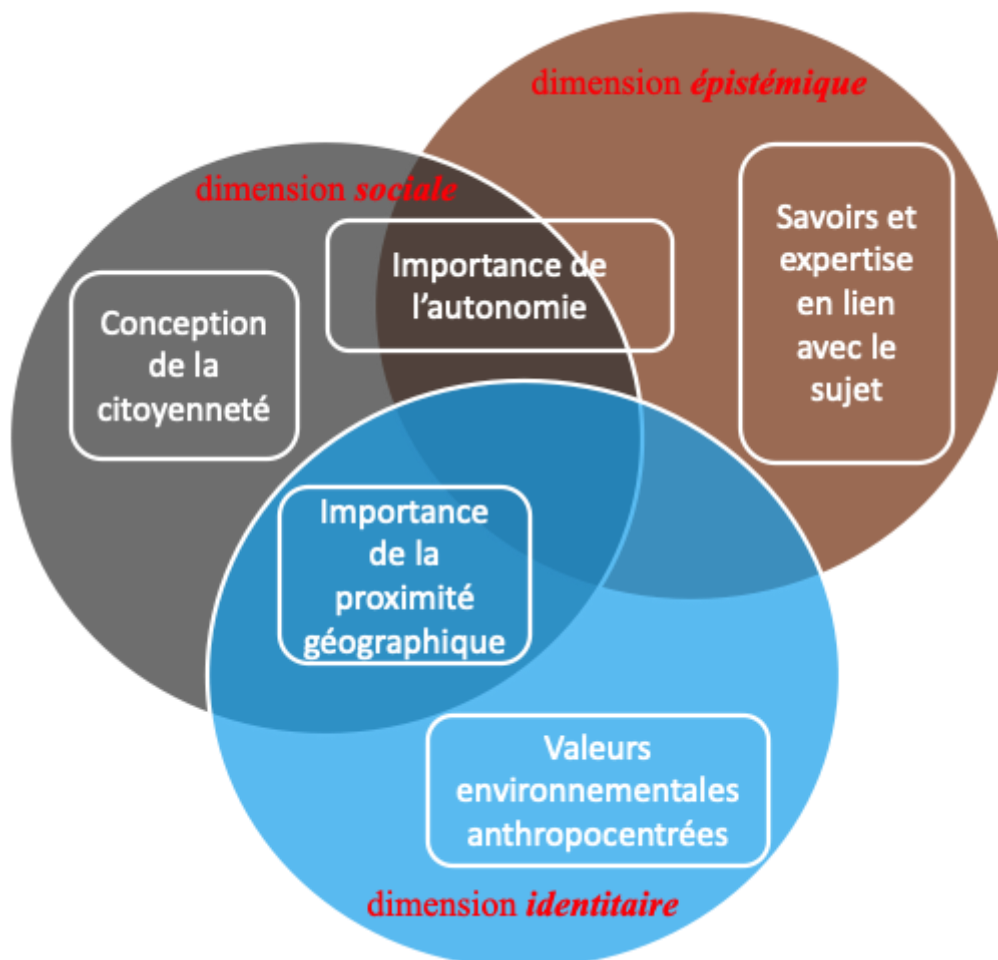 dimension épistémique
dimension sociale
Savoirs et
expertise
en lien
avec le
sujet
Importance de
l'autonomie
Conception
de la
citoyenneté
Importance
de la
proximité
géographique
Valeurs
environnementales
anthropocentrées
dimension identitaire